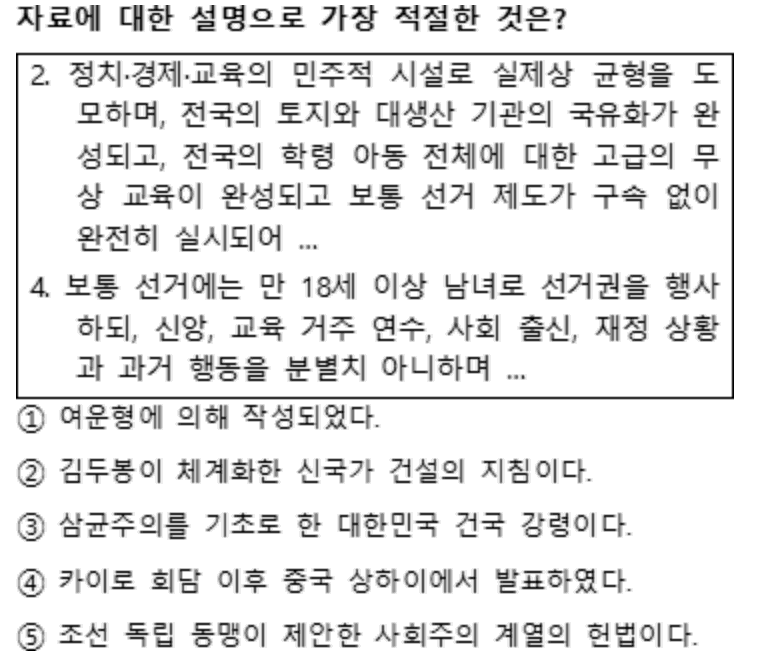 자료에 대한 설명으로 가장 적절한 것은?
2. 정치·경제·교육의 민주적 시설로 실제상 균형을 도
모하며, 전국의 토지와 대생산 기관의 국유화가 완
성되고, 전국의 학령 아동 전체에 대한 고급의 무
상 교육이 완성되고 보통 선거 제도가 구속 없이
완전히 실시되어 ...
4. 보통 선거에는 만 18세 이상 남녀로 선거권을 행사
하되, 신앙, 교육 거주 연수, 사회 출신, 재정 상황
과 과거 행동을 분별치 아니하며 ...
① 여운형에 의해 작성되었다.
② 김두봉이 체계화한 신국가 건설의 지침이다.
③ 삼균주의를 기초로 한 대한민국 건국 강령이다.
④ 카이로 회담 이후 중국 상하이에서 발표하였다.
⑤ 조선 독립 동맹이 제안한 사회주의 계열의 헌법이다.